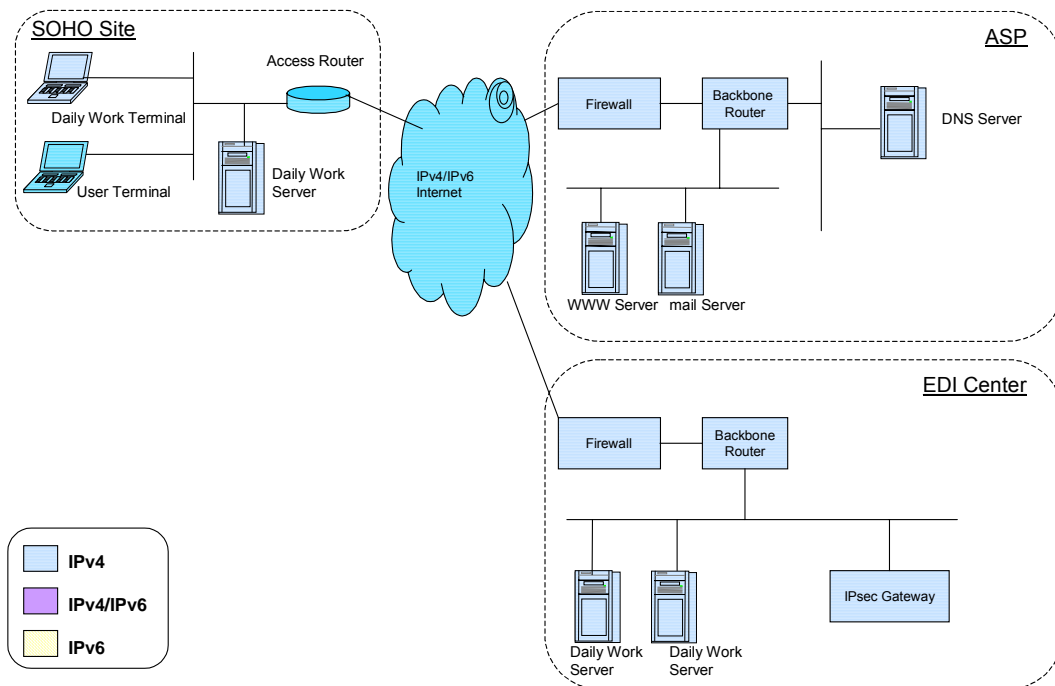 SOHO Site
Daily Work Terminal
User Terminal
Access Router
Daily Work
Server
IPv4/IPv6
Internet
ASP
Firewall
Backbone
Router
DNS Server
WWW Server
mail Server
EDI Center
Firewall
Backbone
Router
Daily Work
Server
Daily Work
Server
IPsec Gateway
IPv4
IPv4/IPv6
IPv6